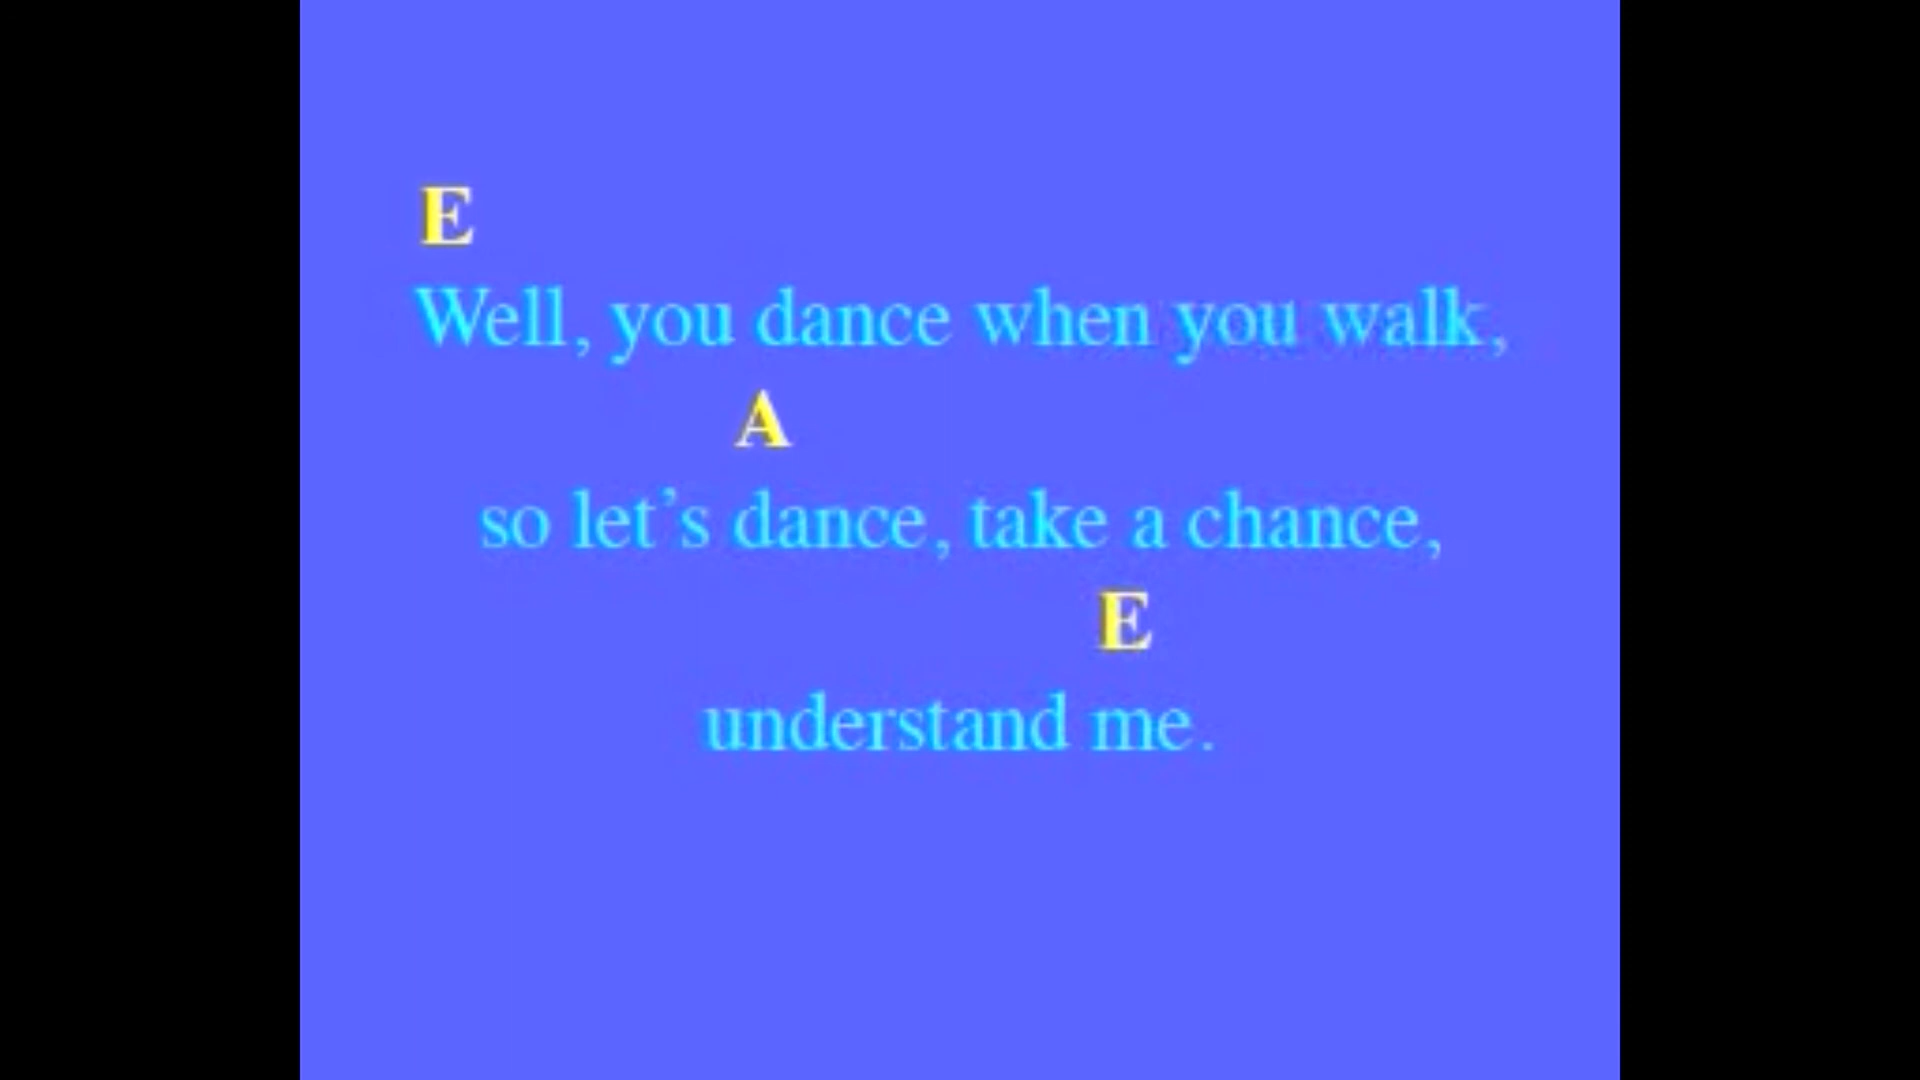 E
Well, you dance when you walk,
A
so let's dance, take a chance,
E
understand me.